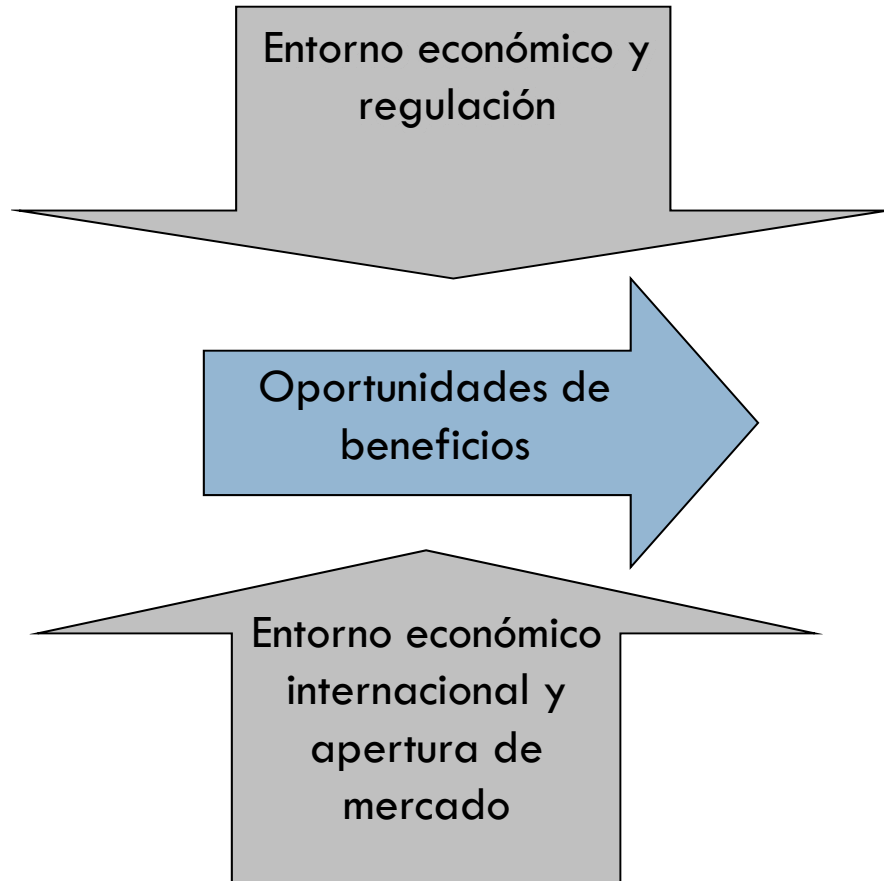 Entorno económico y
regulación
Oportunidades de
beneficios
Entorno económico
internacional y
apertura de
mercado